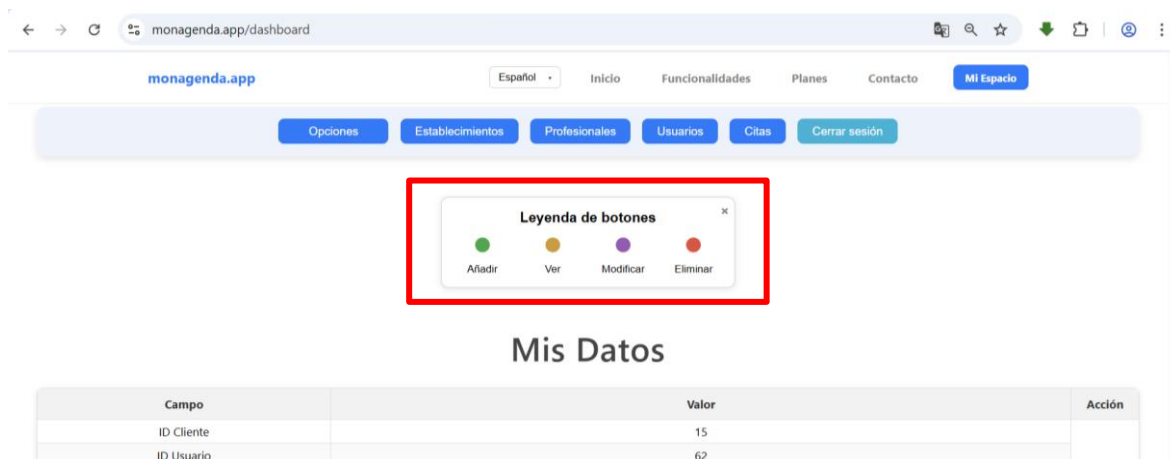 monagenda.app/dashboard
monagenda.app Español Inicio Funcionalidades Planes Contacto Mi Espacio
Opciones Establecimientos Profesionales Usuarios Citas Cerrar sesión
Leyenda de botones ×
Añadir Ver Modificar Eliminar
Mis Datos
Campo Valor Acción
ID Cliente 15
ID Usuario 62